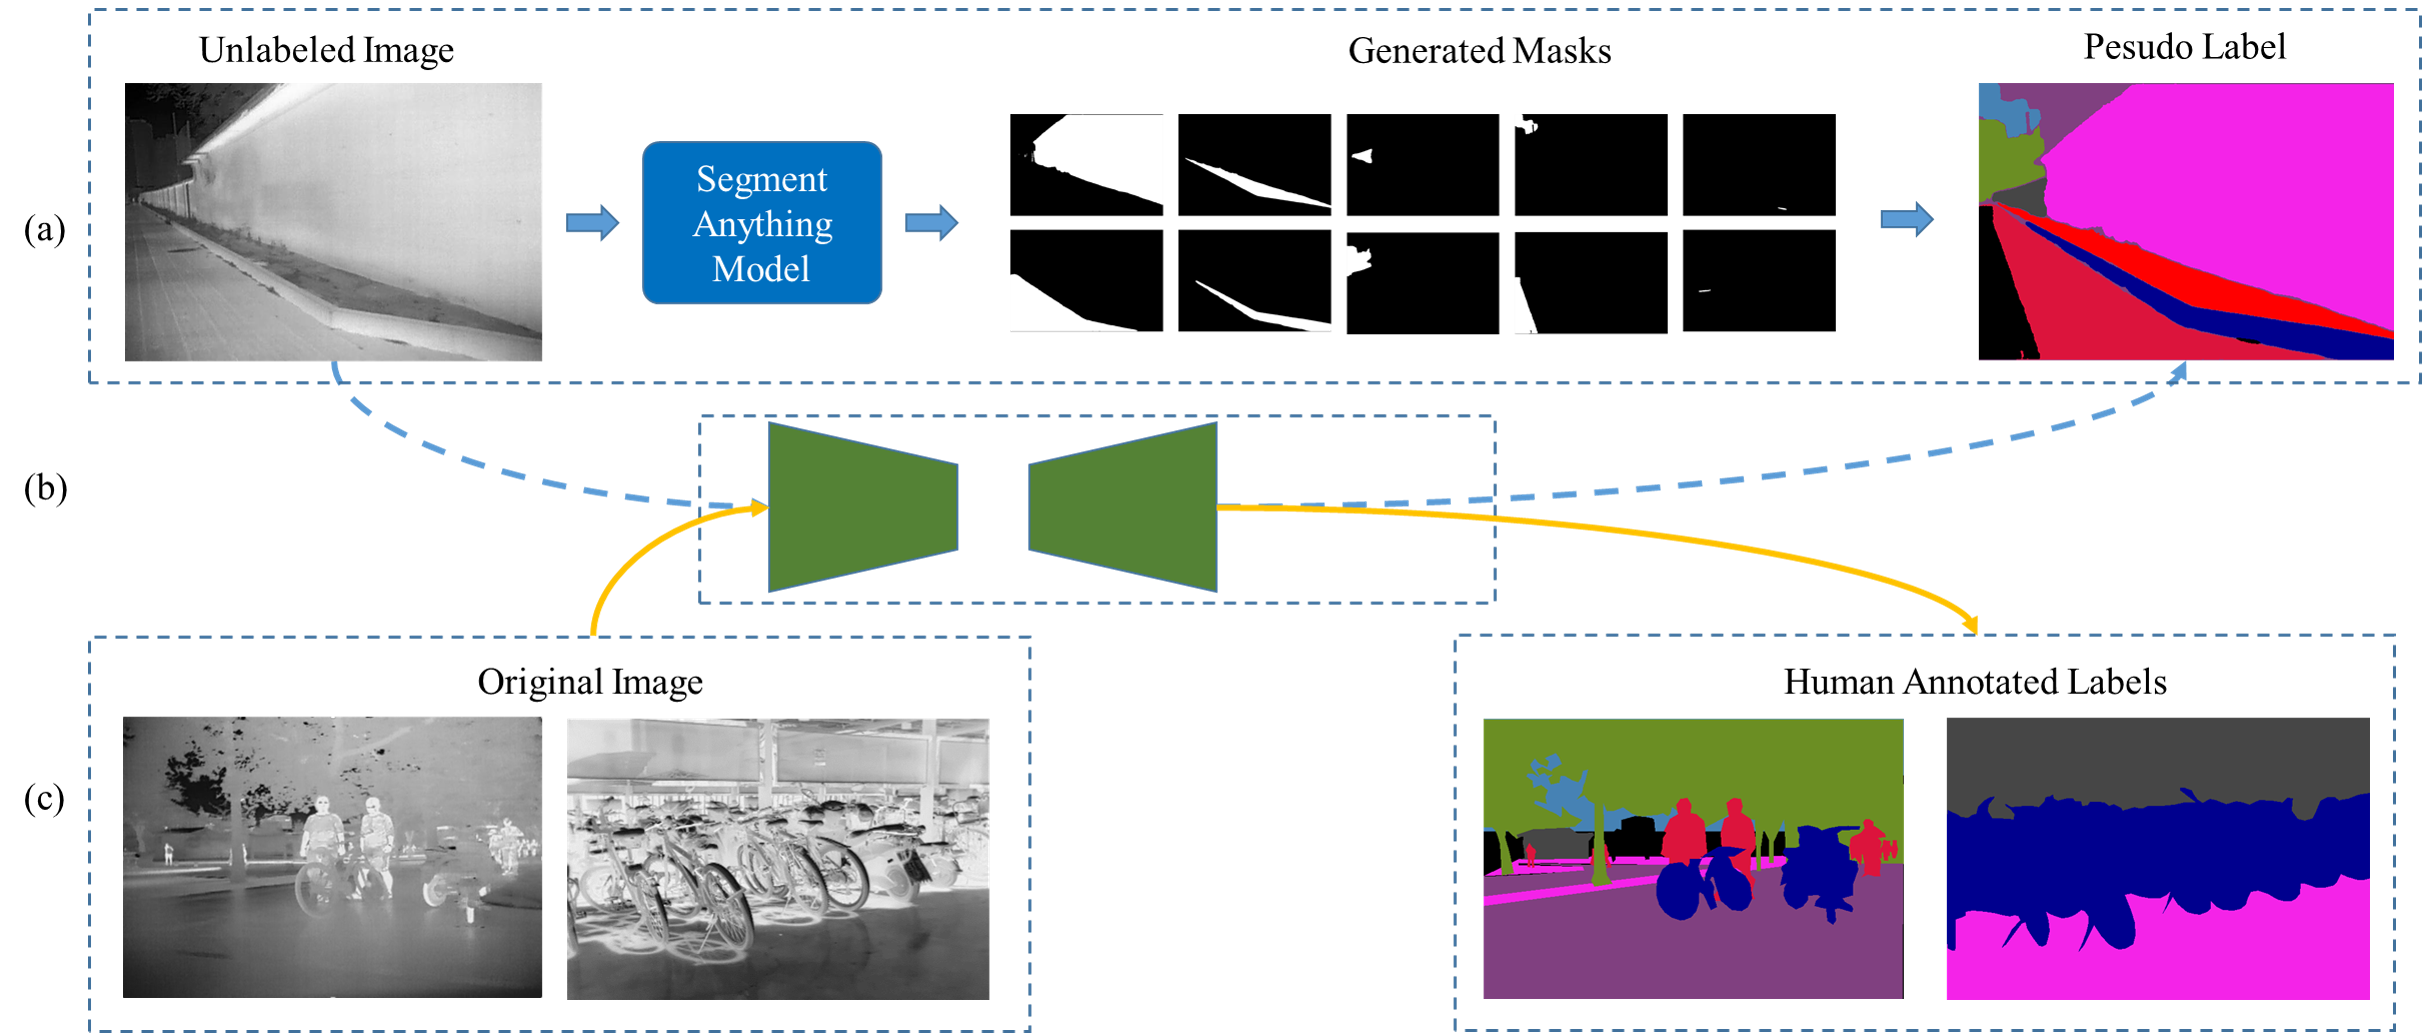 Unlabeled Image
Generated Masks
Pesudo Label
(a)
Segment
Anything
Model
(b)
(c)
Original Image
Human Annotated Labels